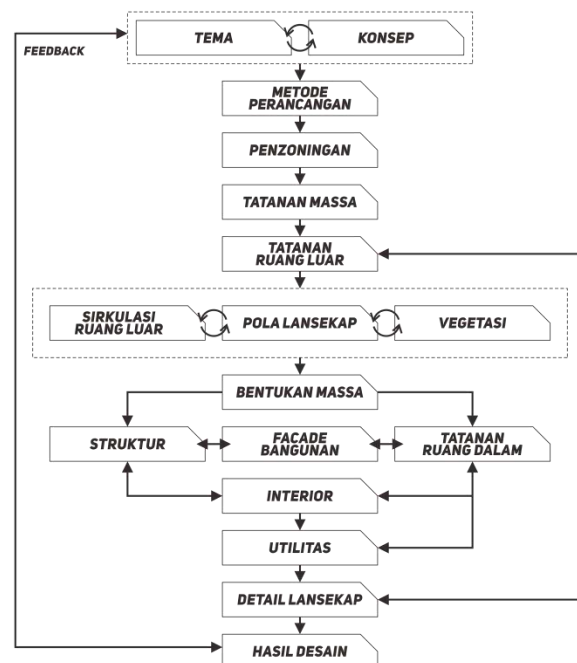 FEEDBACK
TEMA
KONSEP
METODE
PERANCANGAN
PENZONINGAN
TATANAN MASSA
TATANAN
RUANG LUAR
SIRKULASI
RUANG LUAR
POLA LANSEKAP
VEGETASI
BENTUKAN MASSA
STRUKTUR
FACADE
BANGUNAN
TATANAN
RUANG DALAM
INTERIOR
UTILITAS
DETAIL LANSEKAP
HASIL DESAIN